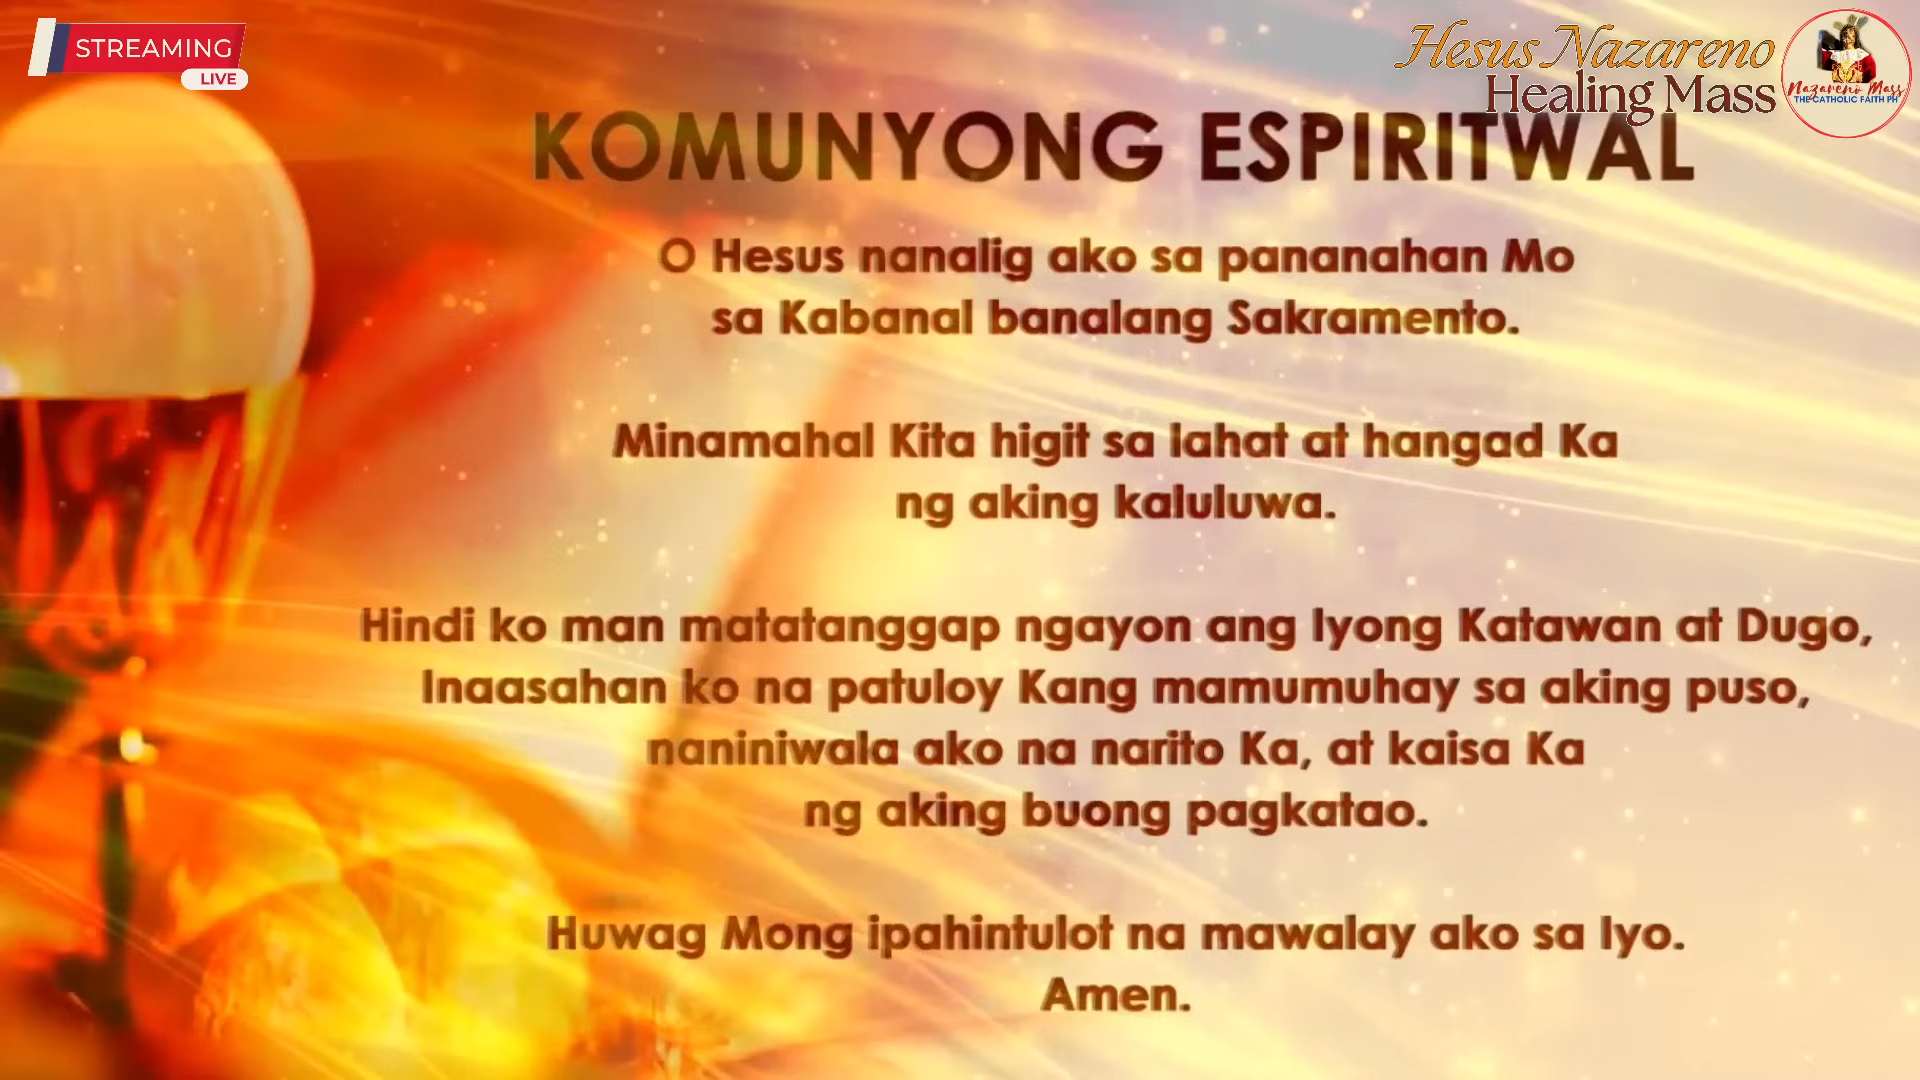 STREAMING
LIVE
Hesus Nazareno
Healing Mass
Nazareno Mass
THE CATHOLIC FAITH PH
KOMUNYONG ESPIRITWAL
O Hesus nanalig ako sa pananahan Mo
sa Kabanal banalang Sakramento.
Minamahal Kita higit sa lahat at hangad Ka
ng aking kaluluwa.
Hindi ko man matatanggap ngayon ang Iyong Katawan at Dugo,
Inaasahan ko na patuloy Kang mamumuhay sa aking puso,
naniniwala ako na narito Ka, at kaisa Ka
ng aking buong pagkatao.
Huwag Mong ipahintulot na mawalay ako sa Iyo.
Amen.